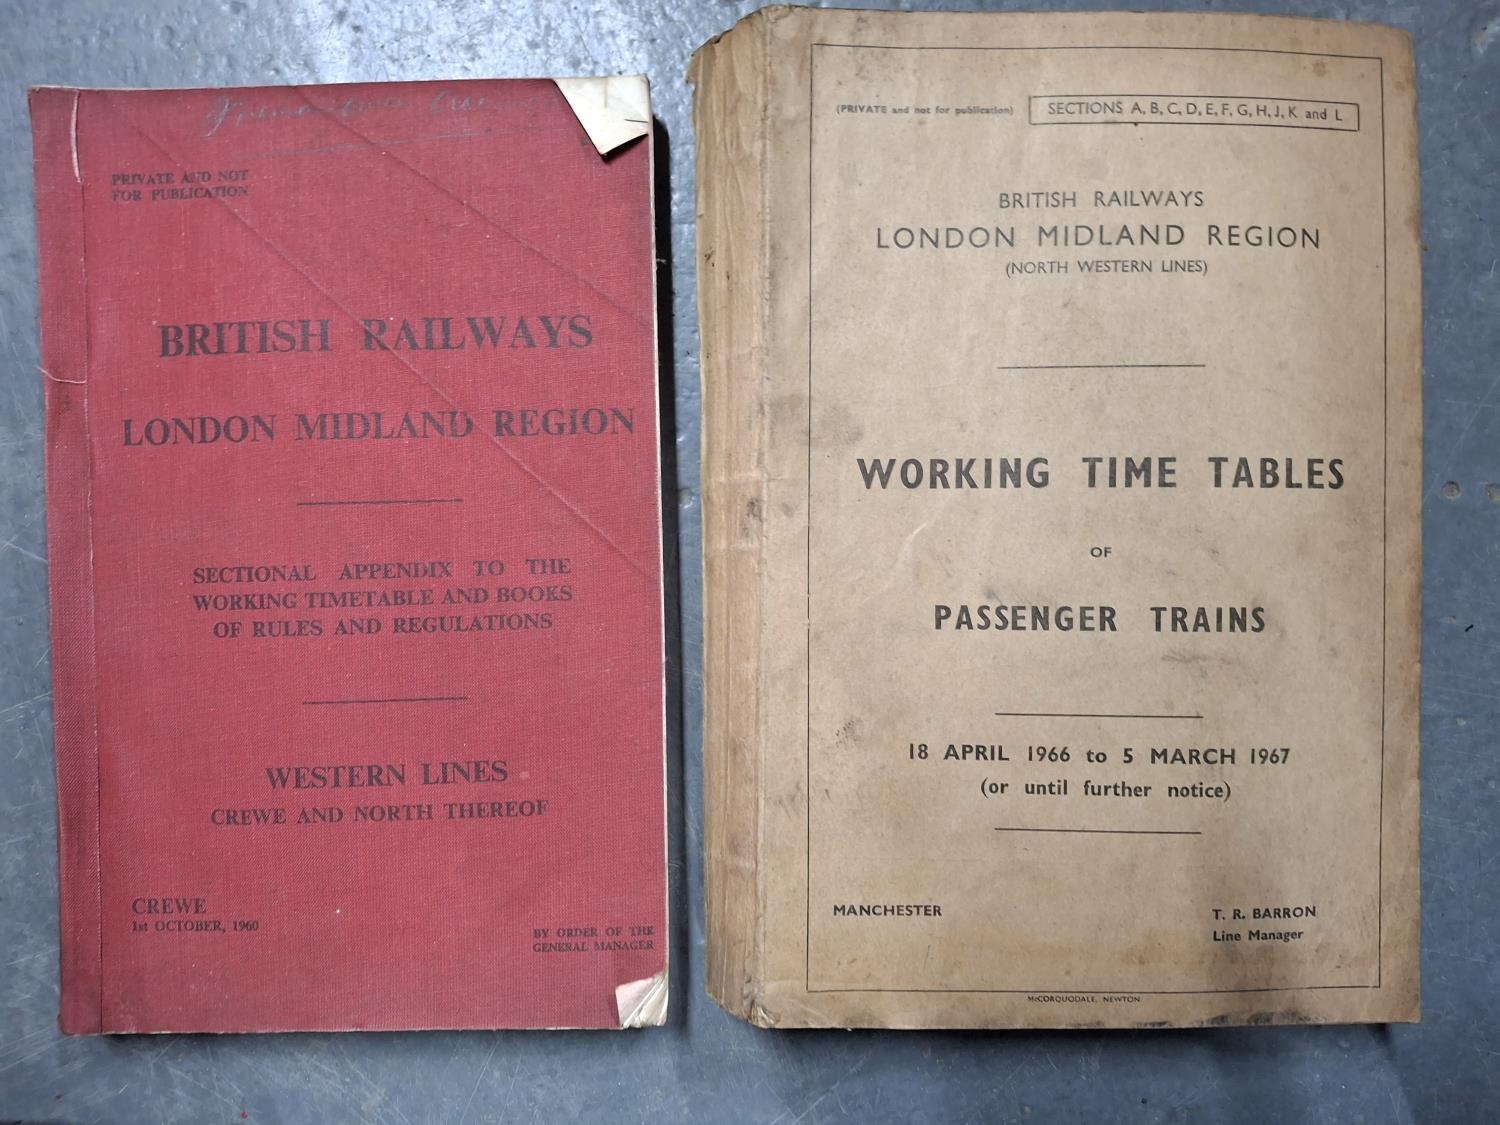 PRIVATE AND NOT
FOR PUBLICATION
BRITISH RAILWAYS
LONDON MIDLAND REGION
SECTIONAL APPENDIX TO THE
WORKING TIMETABLE AND BOOKS
OF RULES AND REGULATIONS
WESTERN LINES
CREWE AND NORTH THEREOF
CREWE
1st OCTOBER, 1960
BY ORDER OF THE
GENERAL MANAGER
(PRIVATE and not for publication)
SECTIONS A, B, C, D, E, F, G, H, J, K and L
BRITISH RAILWAYS
LONDON MIDLAND REGION
(NORTH WESTERN LINES)
WORKING TIME TABLES
OF
PASSENGER TRAINS
18 APRIL 1966 to 5 MARCH 1967
(or until further notice)
MANCHESTER
T. R. BARRON
Line Manager
McCORQUODALE, NEWTON